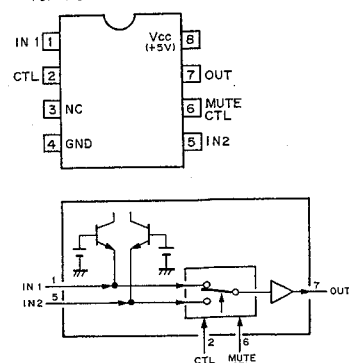 IN 1 1
CTL 2
3 NC
4 GND
Vcc 8
(+5V)
7 OUT
6 MUTE
CTL
5 IN2
1
IN 1
5
IN2
7
OUT
2
6
CTL
MUTE